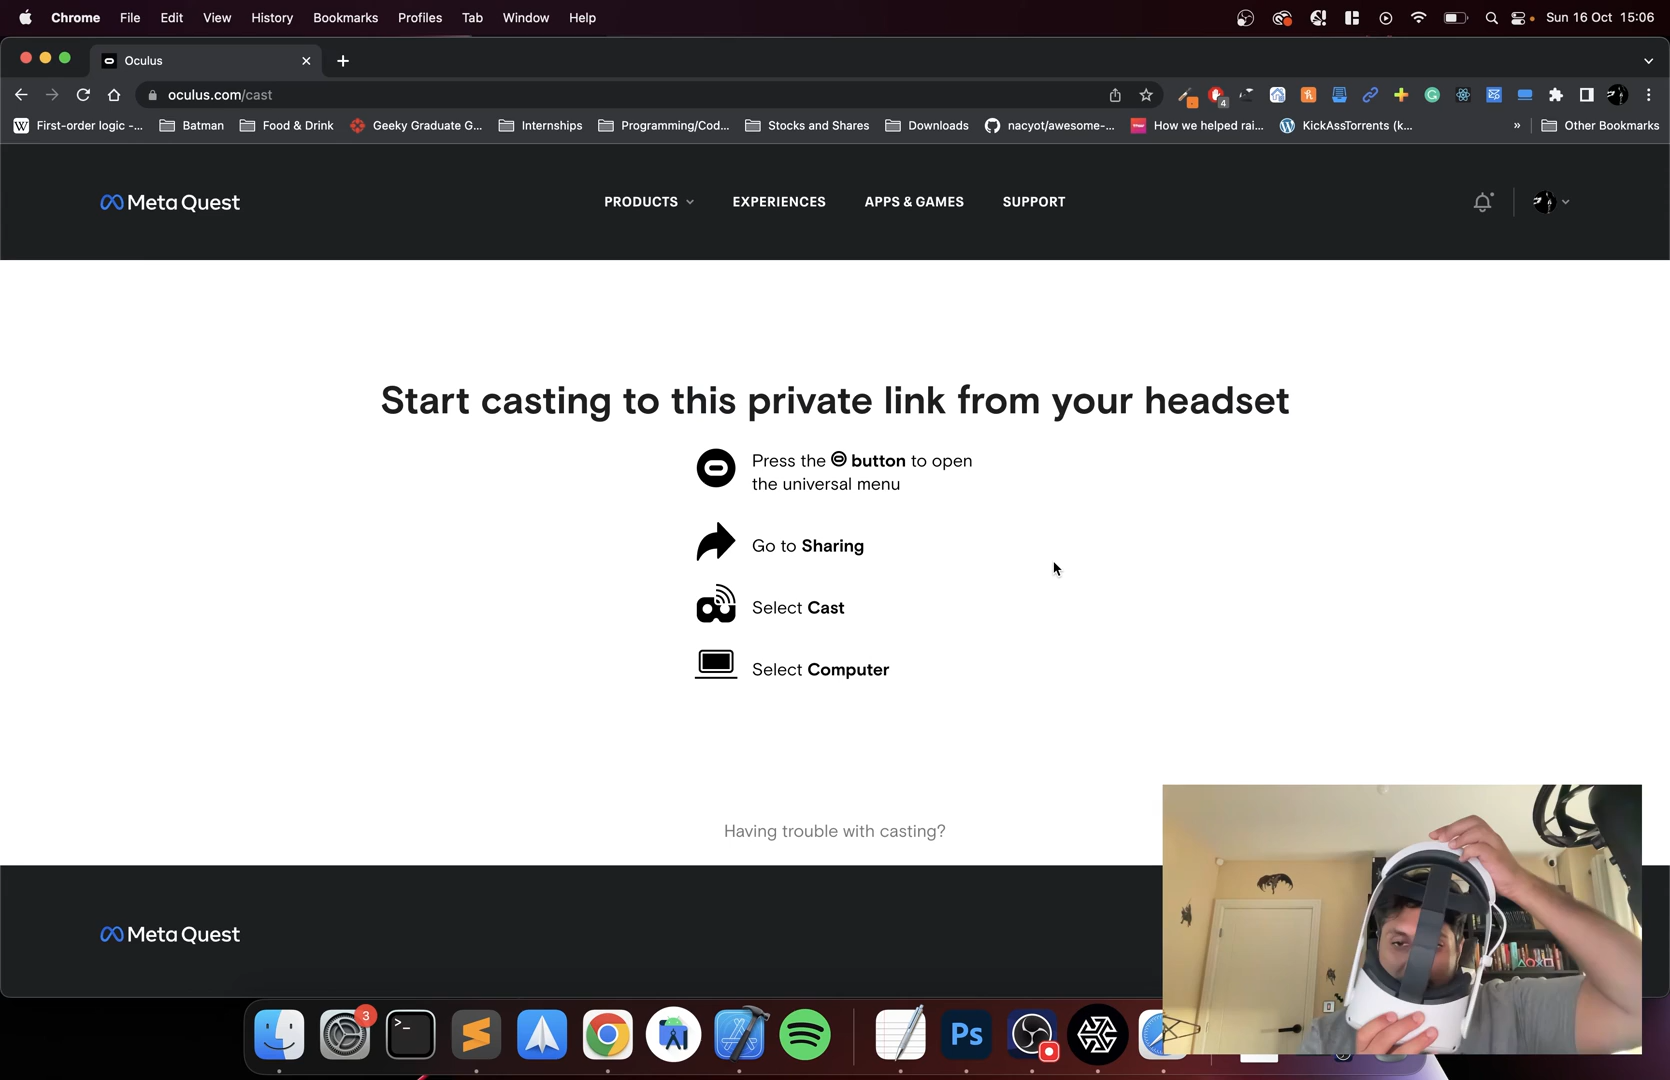 Chrome File Edit View History Bookmarks Profiles Tab Window Help Sun 16 Oct 15:06
Oculus
oculus.com/cast 4
First-order logic -... Batman Food & Drink Geeky Graduate G... Internships Programming/Cod... Stocks and Shares Downloads nacyot/awesome-... How we helped rai... KickAssTorrents (k... » Other Bookmarks
Meta Quest PRODUCTS EXPERIENCES APPS & GAMES SUPPORT
Start casting to this private link from your headset
Press the button to open
the universal menu
Go to Sharing
Select Cast
Select Computer
Having trouble with casting?
Meta Quest
3
>_
Ps